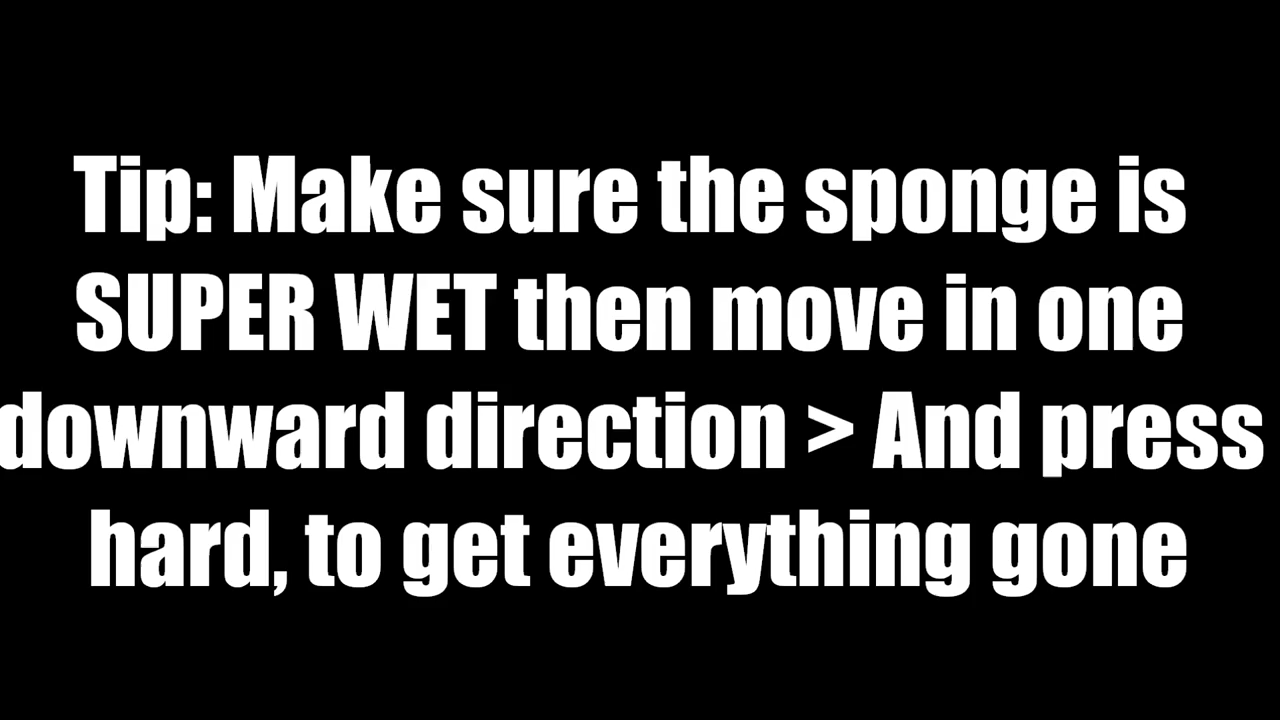 Tip: Make sure the sponge is
SUPER WET then move in one
downward direction > And press
hard, to get everything gone